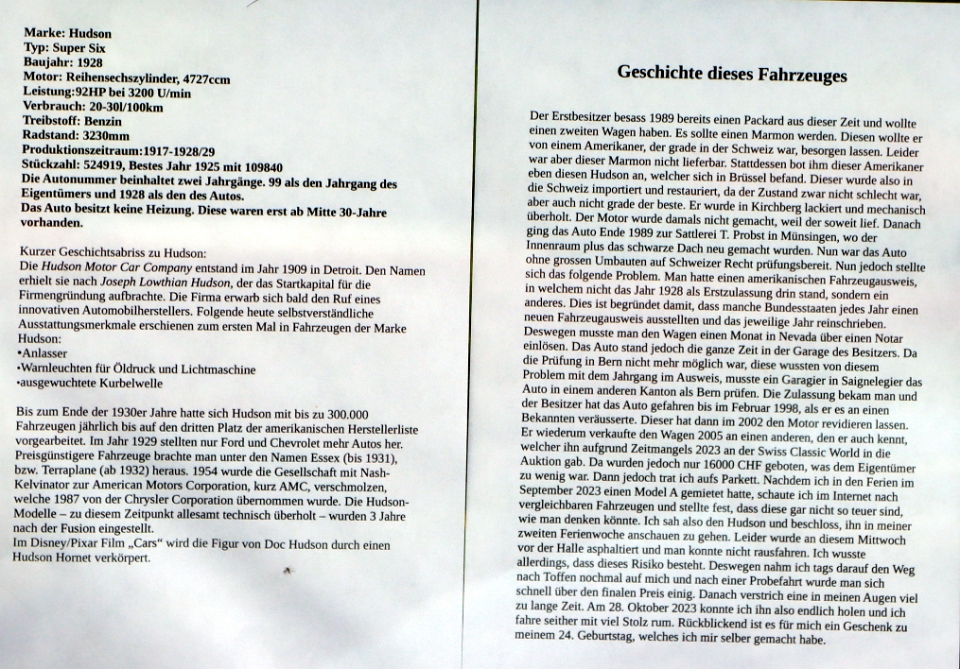 Marke: Hudson
Typ: Super Six
Baujahr: 1928
Motor: Reihensechszylinder, 4727ccm
Leistung:92HP bei 3200 U/min
Verbrauch: 20-30l/100km
Treibstoff: Benzin
Radstand: 3230mm
Produktionszeitraum:1917-1928/29
Stückzahl: 524919, Bestes Jahr 1925 mit 109840
Die Autonummer beinhaltet zwei Jahrgänge. 99 als den Jahrgang des
Eigentümers und 1928 als den des Autos.
Das Auto besitzt keine Heizung. Diese waren erst ab Mitte 30-Jahre
vorhanden.
Kurzer Geschichtsabriss zu Hudson:
Die Hudson Motor Car Company entstand im Jahr 1909 in Detroit. Den Namen
erhielt sie nach Joseph Lowthian Hudson, der das Startkapital für die
Firmengründung aufbrachte. Die Firma erwarb sich bald den Ruf eines
innovativen Automobilherstellers. Folgende heute selbstverständliche
Ausstattungsmerkmale erschienen zum ersten Mal in Fahrzeugen der Marke
Hudson:
•Anlasser
•Warnleuchten für Öldruck und Lichtmaschine
•ausgewuchtete Kurbelwelle
Bis zum Ende der 1930er Jahre hatte sich Hudson mit bis zu 300.000
Fahrzeugen jährlich bis auf den dritten Platz der amerikanischen Herstellerliste
vorgearbeitet. Im Jahr 1929 stellten nur Ford und Chevrolet mehr Autos her.
Preisgünstigere Fahrzeuge brachte man unter den Namen Essex (bis 1931),
bzw. Terraplane (ab 1932) heraus. 1954 wurde die Gesellschaft mit Nash-
Kelvinator zur American Motors Corporation, kurz AMC, verschmolzen,
welche 1987 von der Chrysler Corporation übernommen wurde. Die Hudson-
Modelle – zu diesem Zeitpunkt allesamt technisch überholt – wurden 3 Jahre
nach der Fusion eingestellt.
Im Disney/Pixar Film „Cars“ wird die Figur von Doc Hudson durch einen
Hudson Hornet verkörpert.
Geschichte dieses Fahrzeuges
Der Erstbesitzer besass 1989 bereits einen Packard aus dieser Zeit und wollte
einen zweiten Wagen haben. Es sollte einen Marmon werden. Diesen wollte er
von einem Amerikaner, der grade in der Schweiz war, besorgen lassen. Leider
war aber dieser Marmon nicht lieferbar. Stattdessen bot ihm dieser Amerikaner
eben diesen Hudson an, welcher sich in Brüssel befand. Dieser wurde also in
die Schweiz importiert und restauriert, da der Zustand zwar nicht schlecht war,
aber auch nicht grade der beste. Er wurde in Kirchberg lackiert und mechanisch
überholt. Der Motor wurde damals nicht gemacht, weil der soweit lief. Danach
ging das Auto Ende 1989 zur Sattlerei T. Probst in Münsingen, wo der
Innenraum plus das schwarze Dach neu gemacht wurden. Nun war das Auto
ohne grossen Umbauten auf Schweizer Recht prüfungsbereit. Nun jedoch stellte
sich das folgende Problem. Man hatte einen amerikanischen Fahrzeugausweis,
in welchem nicht das Jahr 1928 als Erstzulassung drin stand, sondern ein
anderes. Dies ist begründet damit, dass manche Bundesstaaten jedes Jahr einen
neuen Fahrzeugausweis ausstellten und das jeweilige Jahr reinschrieben.
Deswegen musste man den Wagen einen Monat in Nevada über einen Notar
einlösen. Das Auto stand jedoch die ganze Zeit in der Garage des Besitzers. Da
die Prüfung in Bern nicht mehr möglich war, diese wussten von diesem
Problem mit dem Jahrgang im Ausweis, musste ein Garagier in Saignelegier das
Auto in einem anderen Kanton als Bern prüfen. Die Zulassung bekam man und
der Besitzer hat das Auto gefahren bis im Februar 1998, als er es an einen
Bekannten veräusserte. Dieser hat dann im 2002 den Motor revidieren lassen.
Er wiederum verkaufte den Wagen 2005 an einen anderen, den er auch kennt,
welcher ihn aufgrund Zeitmangels 2023 an der Swiss Classic World in die
Auktion gab. Da wurden jedoch nur 16000 CHF geboten, was dem Eigentümer
zu wenig war. Dann jedoch trat ich aufs Parkett. Nachdem ich in den Ferien im
September 2023 einen Model A gemietet hatte, schaute ich im Internet nach
vergleichbaren Fahrzeugen und stellte fest, dass diese gar nicht so teuer sind,
wie man denken könnte. Ich sah also den Hudson und beschloss, ihn in meiner
zweiten Ferienwoche anschauen zu gehen. Leider wurde an diesem Mittwoch
vor der Halle asphaltiert und man konnte nicht rausfahren. Ich wusste
allerdings, dass dieses Risiko besteht. Deswegen nahm ich tags darauf den Weg
nach Toffen nochmal auf mich und nach einer Probefahrt wurde man sich
schnell über den finalen Preis einig. Danach verstrich eine in meinen Augen viel
zu lange Zeit. Am 28. Oktober 2023 konnte ich ihn also endlich holen und ich
fahre seither mit viel Stolz rum. Rückblickend ist es für mich ein Geschenk zu
meinem 24. Geburtstag, welches ich mir selber gemacht habe.